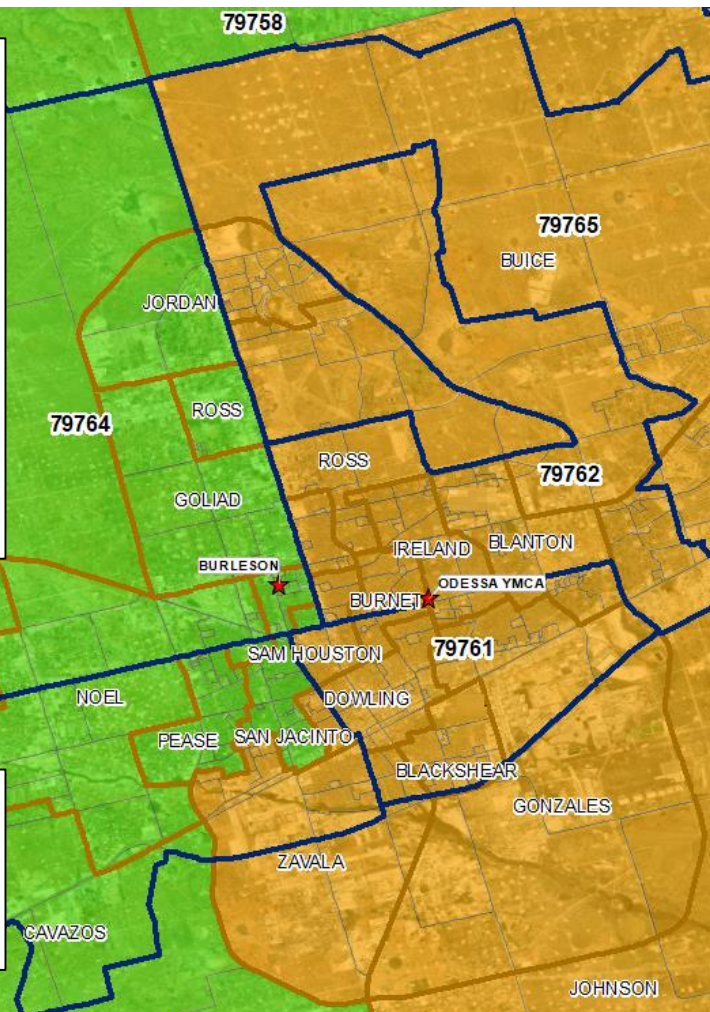 79758
79765
BUICE
JORDAN
ROSS
79764
ROSS
79762
GOLIAD
IRELAND
BLANTON
BURLESON
ODESSA YMCA
BURNET
79761
SAM HOUSTON
NOEL
DOWLING
PEASE
SAN JACINTO
BLACKSHEAR
GONZALES
ZAVALA
CAVAZOS
JOHNSON